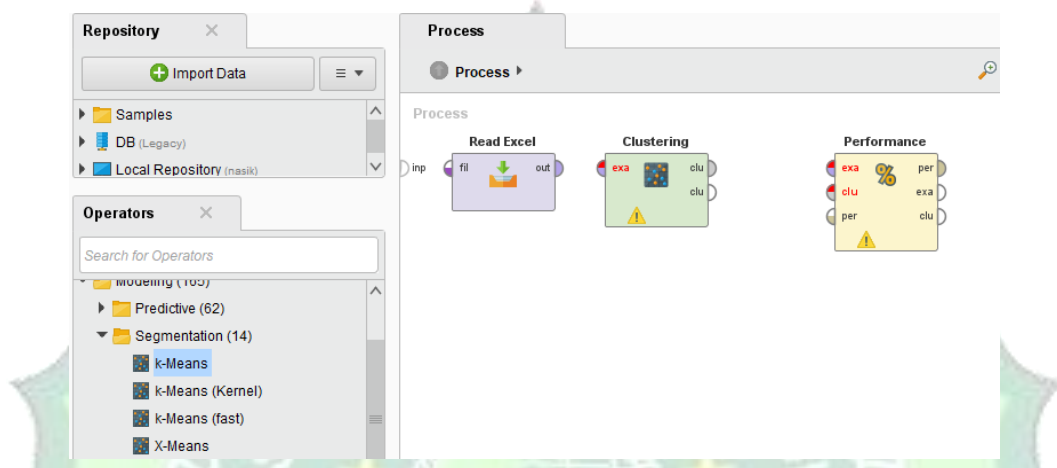 Repository
Import Data
Samples
DB (Legacy)
Local Repository (nasik)
Operators
Search for Operators
Modeling (165)
Predictive (62)
Segmentation (14)
k-Means
k-Means (Kernel)
k-Means (fast)
X-Means
Process
Process
Process
Read Excel
inp
fil
out
Clustering
exa
clu
clu
Performance
exa
per
clu
exa
per
clu
%